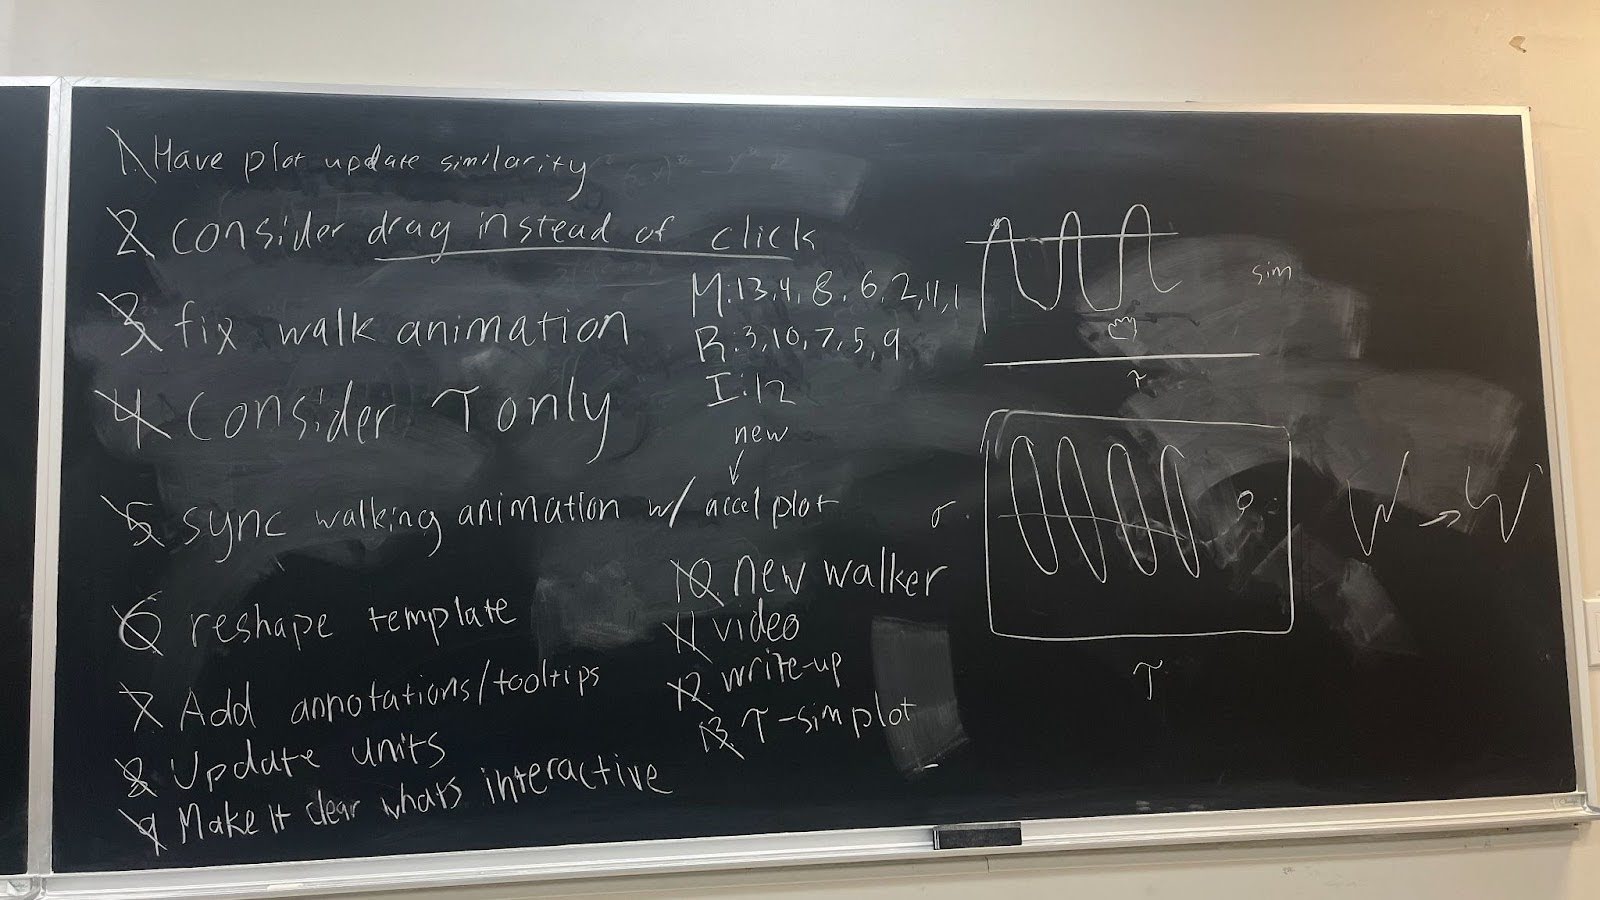 1. Have plot update similarity
2. consider drag instead of click
3. fix walk animation
4. Consider τ only
5. sync walking animation w/ accel plot
6. reshape template
7. Add annotations/tooltips
8. Update units
9. Make it clear whats interactive
M: 13, 4, 8, 6, 2, 11, 1
R: 3, 10, 7, 5, 9
I: 12
new
10. new walker
11. video
12. write-up
13. τ-sim plot
sim
τ
σ
τ